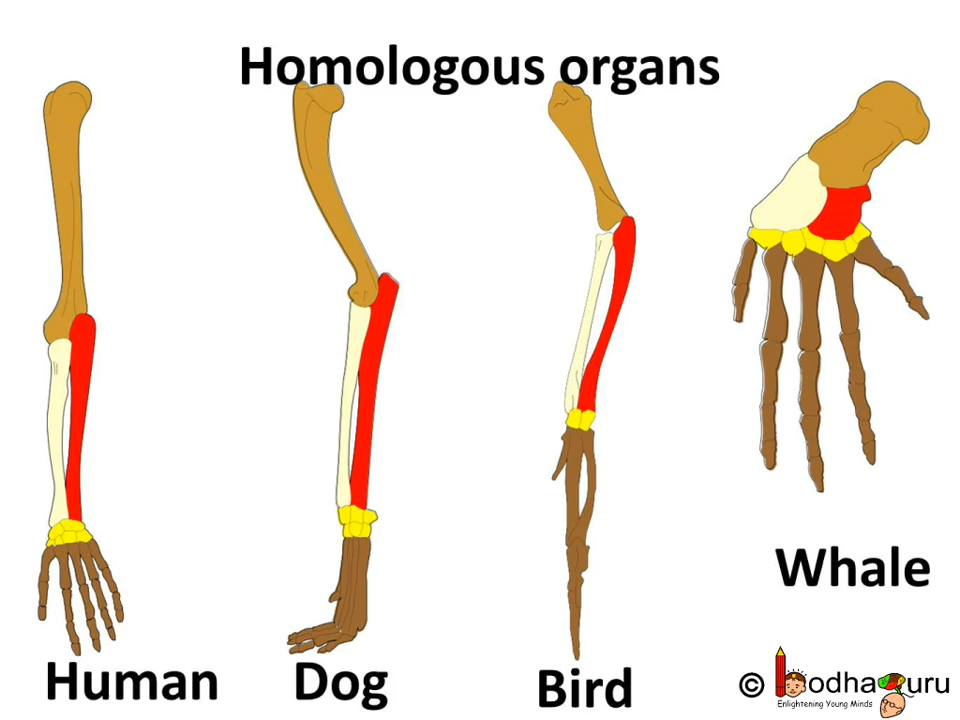 Homologous organs
Whale
Human
Dog
Bird
© BodhaGuru
Enlightening Young Minds